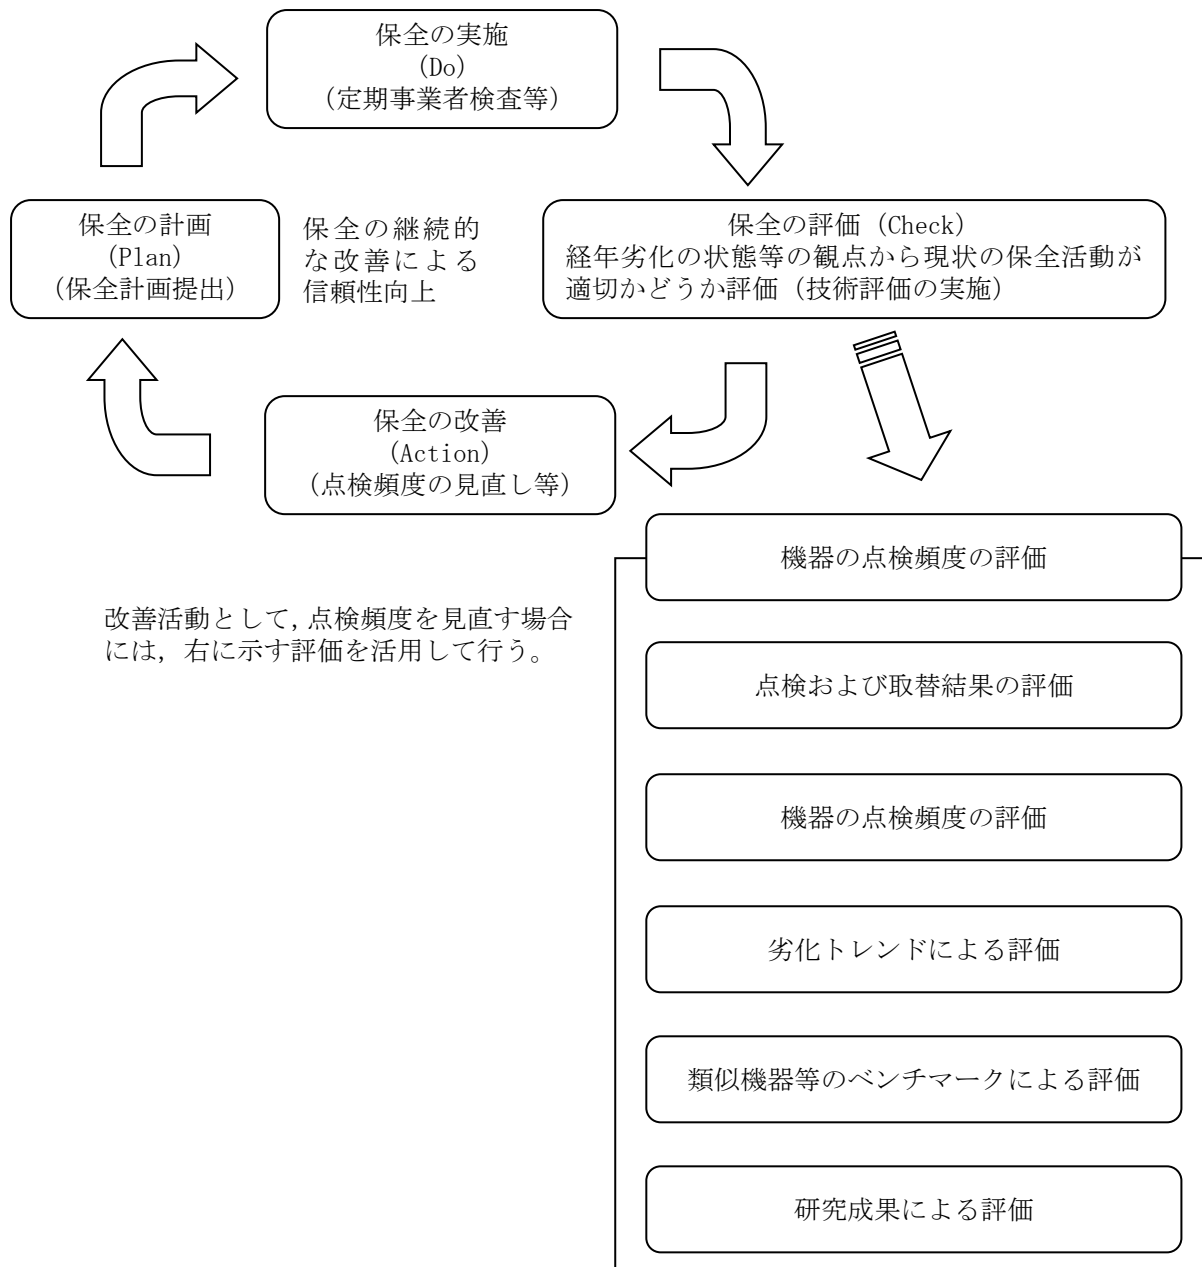 保全の実施
(Do)
（定期事業者検査等）
保全の計画
(Plan)
（保全計画提出）
保全の継続的
な改善による
信頼性向上
保全の評価（Check）
経年劣化の状態等の観点から現状の保全活動が
適切かどうか評価（技術評価の実施）
保全の改善
(Action)
（点検頻度の見直し等）
改善活動として，点検頻度を見直す場合
には，右に示す評価を活用して行う。
機器の点検頻度の評価
点検および取替結果の評価
機器の点検頻度の評価
劣化トレンドによる評価
類似機器等のベンチマークによる評価
研究成果による評価